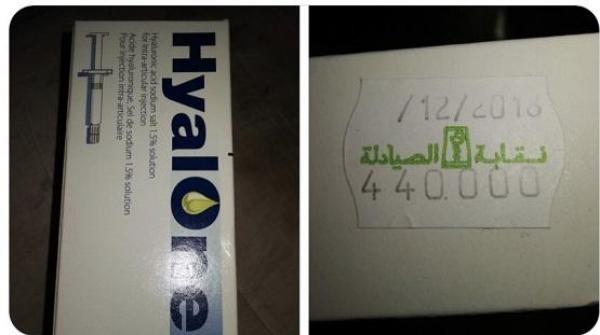 HyalOne
Hyaluronic acid sodium salt 1.5% solution
for intra-articular injection
Acide hyaluronique, Sel de sodium 1.5% solution
Pour injection intra-articulaire
/12/2018
نقابة الصيادلة
440.000